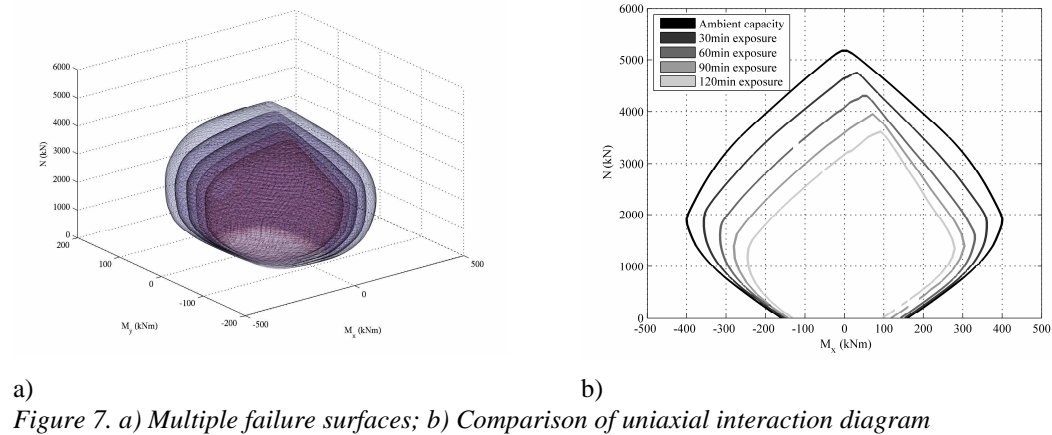 6000
5000
4000
3000
2000
1000
0
N (kN)
200
100
0
-100
-200
M_y (kNm)
-500
0
500
M_x (kNm)
6000
5000
4000
3000
2000
1000
0
N (kN)
Ambient capacity
30min exposure
60min exposure
90min exposure
120min exposure
-500 -400 -300 -200 -100 0 100 200 300 400 500
M_x (kNm)
a) b)
Figure 7. a) Multiple failure surfaces; b) Comparison of uniaxial interaction diagram